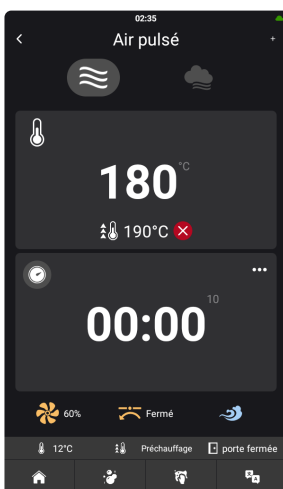 02:35
Air pulsé
+
180 °C
190°C
10
00:00
60% Fermé
12°C Préchauffage porte fermée